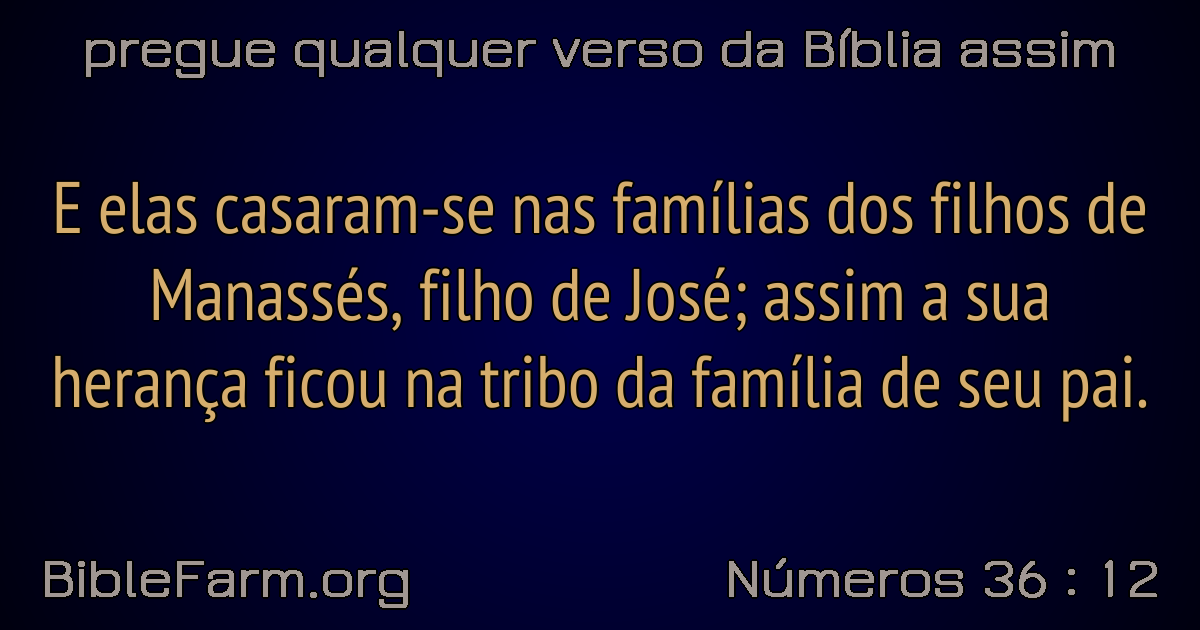 pregue qualquer verso da Bíblia assim
E elas casaram-se nas famílias dos filhos de
Manassés, filho de José; assim a sua
herança ficou na tribo da família de seu pai.
BibleFarm.org
Números 36 : 12